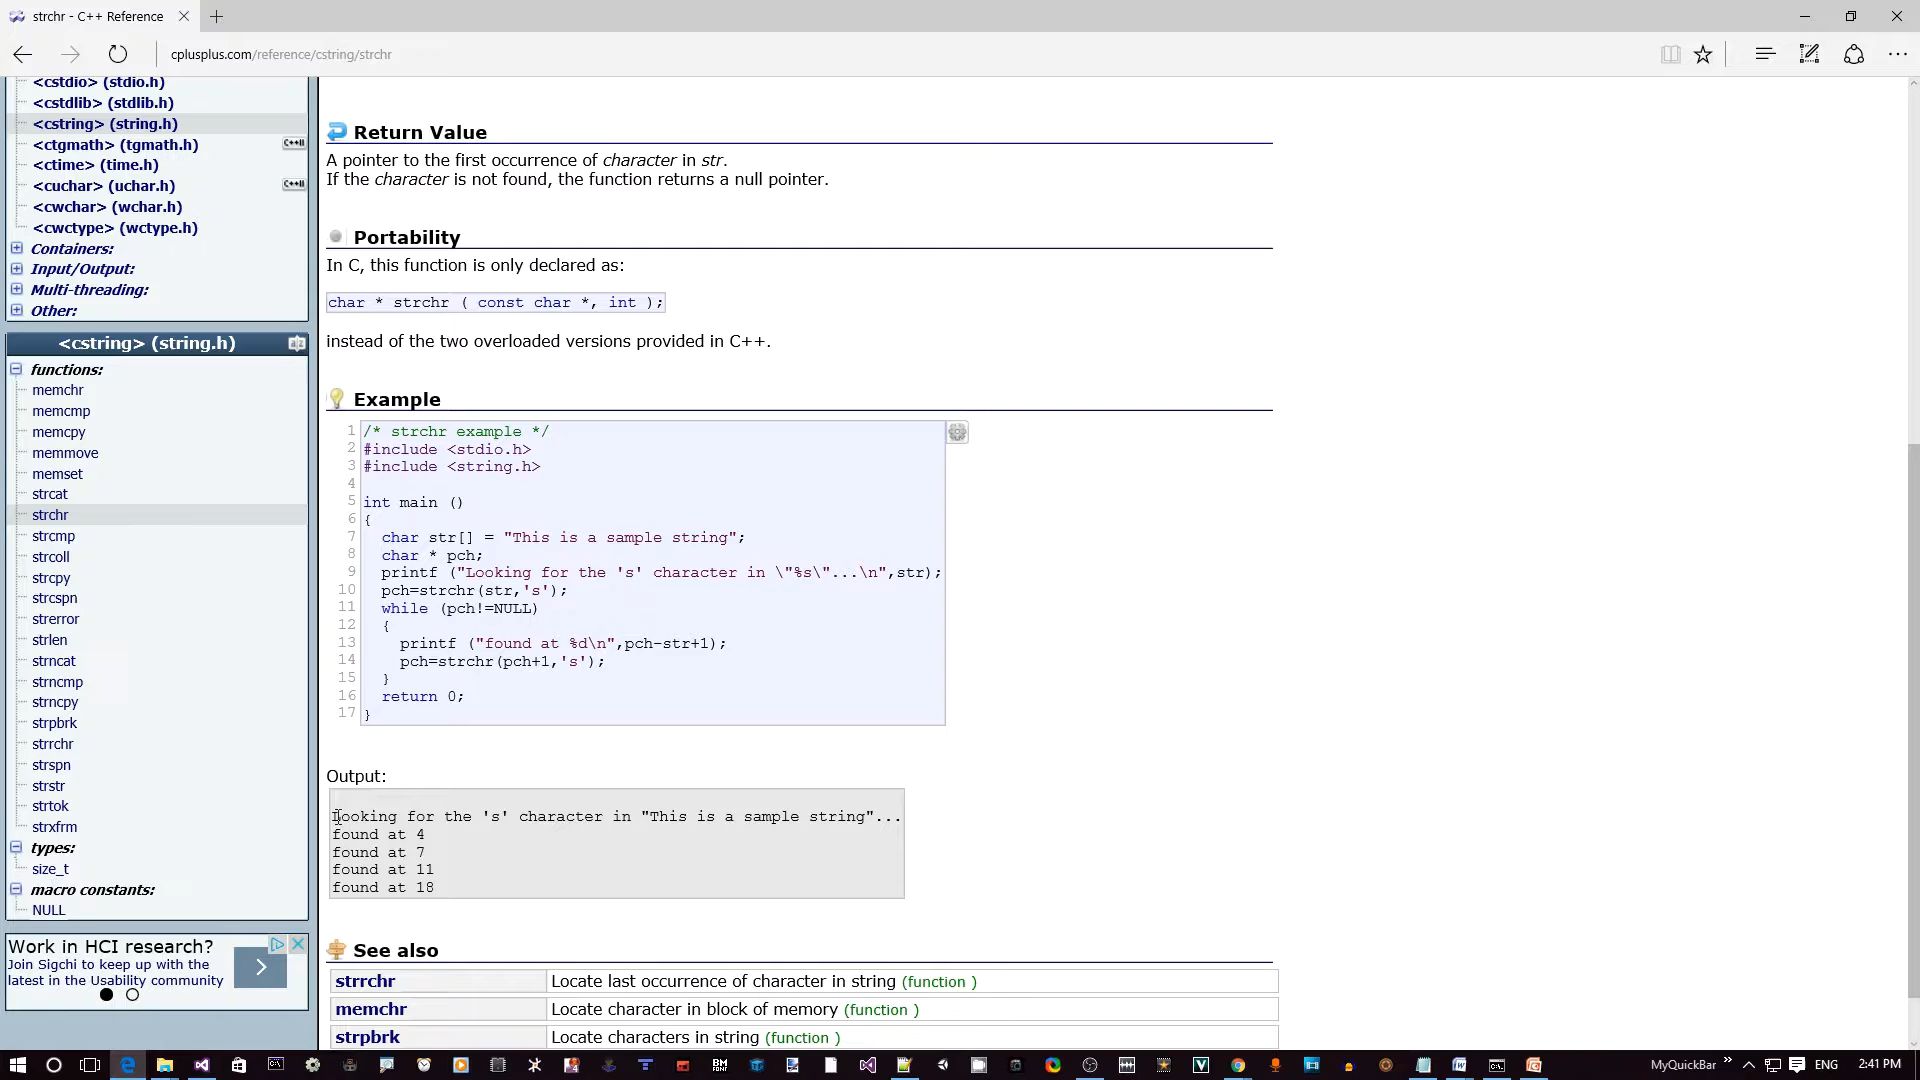 strchr - C++ Reference
cplusplus.com/reference/cstring/strchr
<cstdio> (stdio.h)
<cstdlib> (stdlib.h)
<cstring> (string.h)
<ctgmath> (tgmath.h) C++11
<ctime> (time.h)
<cuchar> (uchar.h) C++11
<cwchar> (wchar.h)
<cwctype> (wctype.h)
Containers:
Input/Output:
Multi-threading:
Other:
<cstring> (string.h)
functions:
memchr
memcmp
memcpy
memmove
memset
strcat
strchr
strcmp
strcoll
strcpy
strcspn
strerror
strlen
strncat
strncmp
strncpy
strpbrk
strrchr
strspn
strstr
strtok
strxfrm
types:
size_t
macro constants:
NULL
Work in HCI research?
Join Sigchi to keep up with the
latest in the Usability community
Return Value
A pointer to the first occurrence of character in str.
If the character is not found, the function returns a null pointer.
Portability
In C, this function is only declared as:
char * strchr ( const char *, int );
instead of the two overloaded versions provided in C++.
Example
1 /* strchr example */
2 #include <stdio.h>
3 #include <string.h>
4
5 int main ()
6 {
7 char str[] = "This is a sample string";
8 char * pch;
9 printf ("Looking for the 's' character in \"%s\"...\n",str);
10 pch=strchr(str,'s');
11 while (pch!=NULL)
12 {
13 printf ("found at %d\n",pch-str+1);
14 pch=strchr(pch+1,'s');
15 }
16 return 0;
17 }
Output:
Looking for the 's' character in "This is a sample string"...
found at 4
found at 7
found at 11
found at 18
See also
strrchr Locate last occurrence of character in string (function )
memchr Locate character in block of memory (function )
strpbrk Locate characters in string (function )
BM
FONT
MyQuickBar
ENG
2:41 PM